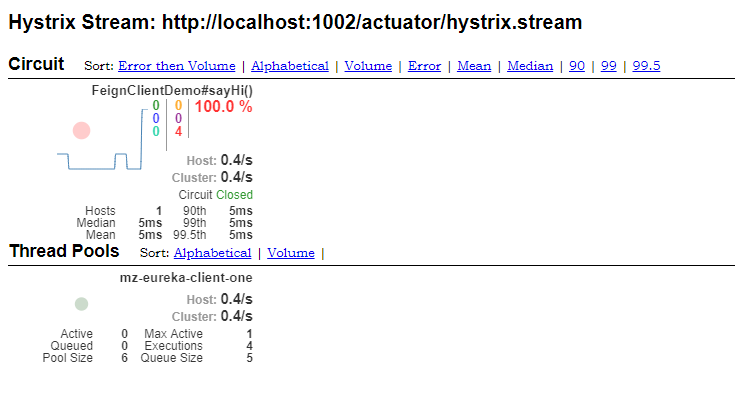 Hystrix Stream: http://localhost:1002/actuator/hystrix.stream
Circuit Sort: Error then Volume | Alphabetical | Volume | Error | Mean | Median | 90 | 99 | 99.5
FeignClientDemo#sayHi()
0 0 100.0 %
0 0
0 4
Host: 0.4/s
Cluster: 0.4/s
Circuit Closed
Hosts 1 90th 5ms
Median 5ms 99th 5ms
Mean 5ms 99.5th 5ms
Thread Pools Sort: Alphabetical | Volume |
mz-eureka-client-one
Host: 0.4/s
Cluster: 0.4/s
Active 0 Max Active 1
Queued 0 Executions 4
Pool Size 6 Queue Size 5